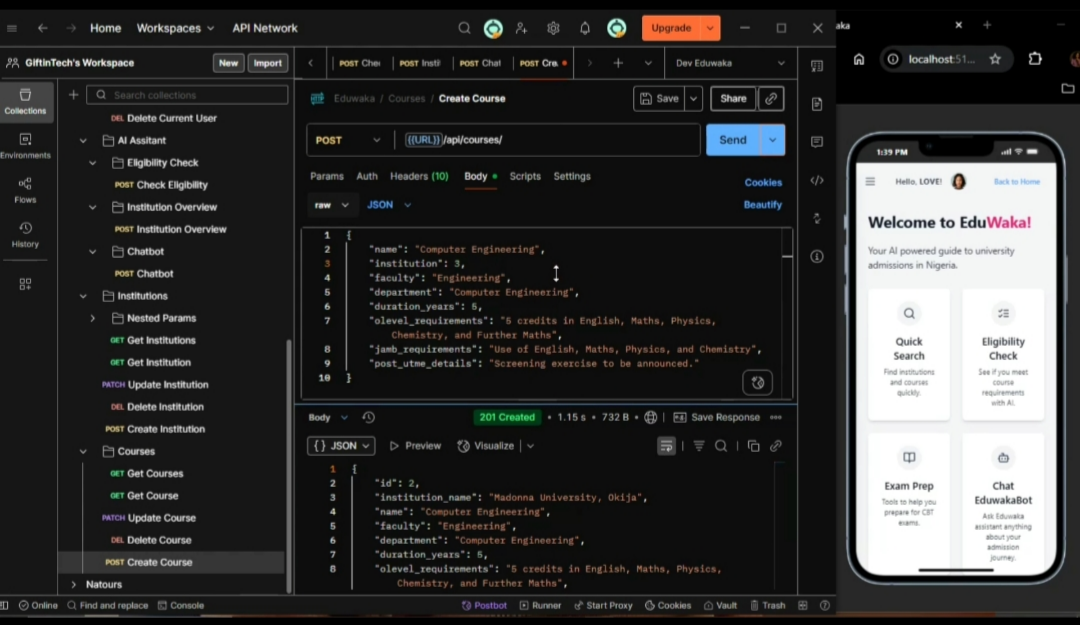 Home Workspaces API Network Upgrade
GiftinTech's Workspace New Import
Collections
Environments
Flows
History
Search collections
DEL Delete Current User
AI Assitant
Eligibility Check
POST Check Eligibility
Institution Overview
POST Institution Overview
Chatbot
POST Chatbot
Institutions
Nested Params
GET Get Institutions
GET Get Institution
PATCH Update Institution
DEL Delete Institution
POST Create Institution
Courses
GET Get Courses
GET Get Course
PATCH Update Course
DEL Delete Course
POST Create Course
Natours
POST Che POST Insti POST Chat POST Cre. Dev Eduwaka
Eduwaka / Courses / Create Course Save Share
POST {{URL}}/api/courses/ Send
Params Auth Headers (10) Body Scripts Settings Cookies
raw JSON Beautify
1 {
2 "name": "Computer Engineering",
3 "institution": 3,
4 "faculty": "Engineering",
5 "department": "Computer Engineering",
6 "duration_years": 5,
7 "olevel_requirements": "5 credits in English, Maths, Physics,
Chemistry, and Further Maths",
8 "jamb_requirements": "Use of English, Maths, Physics, and Chemistry",
9 "post_utme_details": "Screening exercise to be announced."
10 }
Body 201 Created • 1.15 s • 732 B • Save Response
{} JSON Preview Visualize
1 {
2 "id": 2,
3 "institution_name": "Madonna University, Okija",
4 "name": "Computer Engineering",
5 "faculty": "Engineering",
6 "department": "Computer Engineering",
7 "duration_years": 5,
8 "olevel_requirements": "5 credits in English, Maths, Physics,
Chemistry, and Further Maths",
Online Find and replace Console Postbot Runner Start Proxy Cookies Vault Trash
aka
localhost:51...
1:39 PM
Hello, LOVE! Back to Home
Welcome to EduWaka!
Your AI powered guide to university
admissions in Nigeria.
Quick
Search
Find institutions
and courses
quickly.
Eligibility
Check
See if you meet
course
requirements
with AI.
Exam Prep
Tools to help you
prepare for CBT
exams.
Chat
EduwakaBot
Ask Eduwaka
assistant anything
about your
admission
journey.